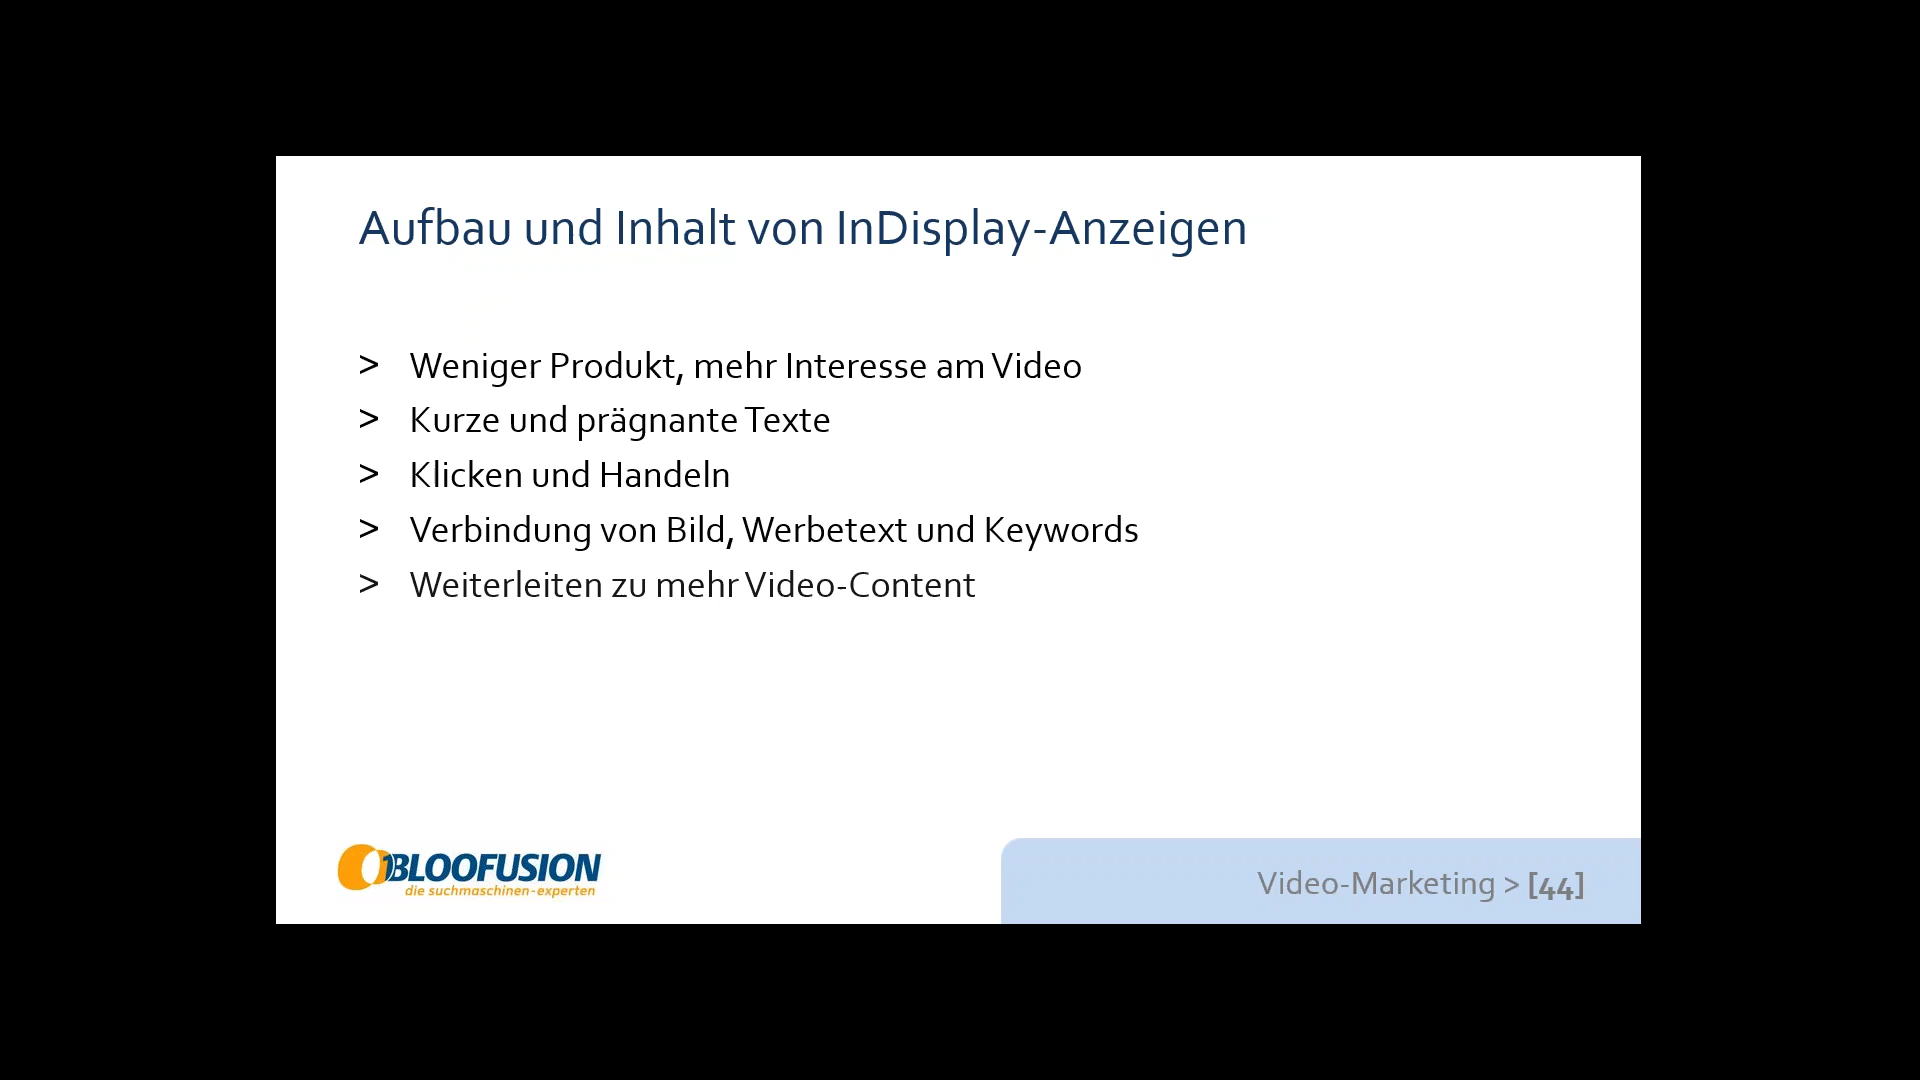 Aufbau und Inhalt von InDisplay-Anzeigen
> Weniger Produkt, mehr Interesse am Video
> Kurze und prägnante Texte
> Klicken und Handeln
> Verbindung von Bild, Werbetext und Keywords
> Weiterleiten zu mehr Video-Content
BLOOFUSION
die suchmaschinen-experten
Video-Marketing > [44]